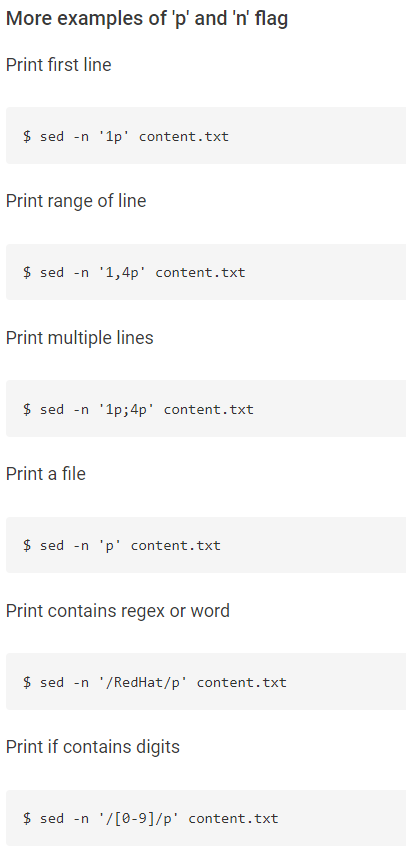 More examples of 'p' and 'n' flag
Print first line
$ sed -n '1p' content.txt
Print range of line
$ sed -n '1,4p' content.txt
Print multiple lines
$ sed -n '1p;4p' content.txt
Print a file
$ sed -n 'p' content.txt
Print contains regex or word
$ sed -n '/RedHat/p' content.txt
Print if contains digits
$ sed -n '/[0-9]/p' content.txt